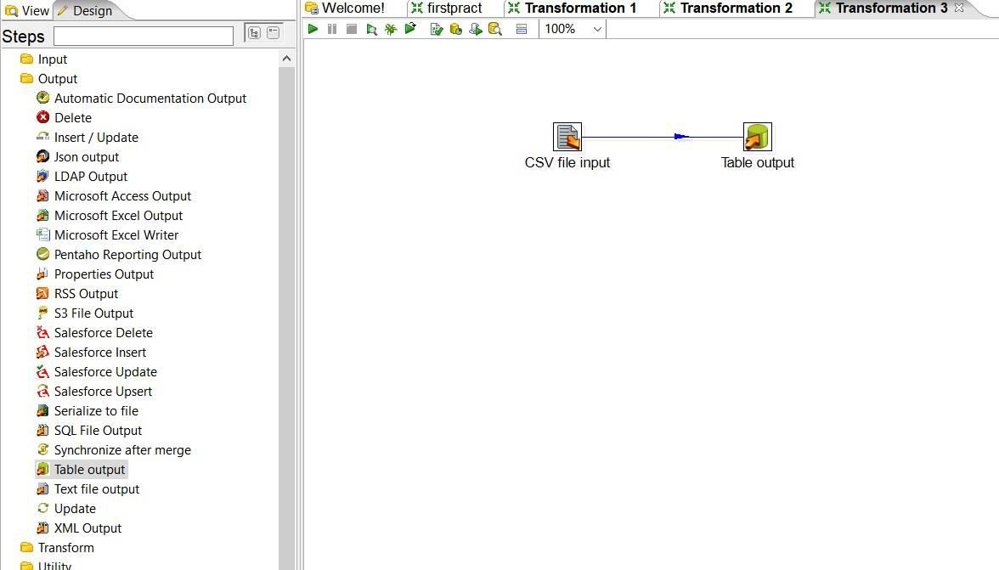 View Design
Steps
Input
Output
Automatic Documentation Output
Delete
Insert / Update
Json output
LDAP Output
Microsoft Access Output
Microsoft Excel Output
Microsoft Excel Writer
Pentaho Reporting Output
Properties Output
RSS Output
S3 File Output
Salesforce Delete
Salesforce Insert
Salesforce Update
Salesforce Upsert
Serialize to file
SQL File Output
Synchronize after merge
Table output
Text file output
Update
XML Output
Transform
Utility
Welcome! firstpract Transformation 1 Transformation 2 Transformation 3
100%
CSV file input
Table output